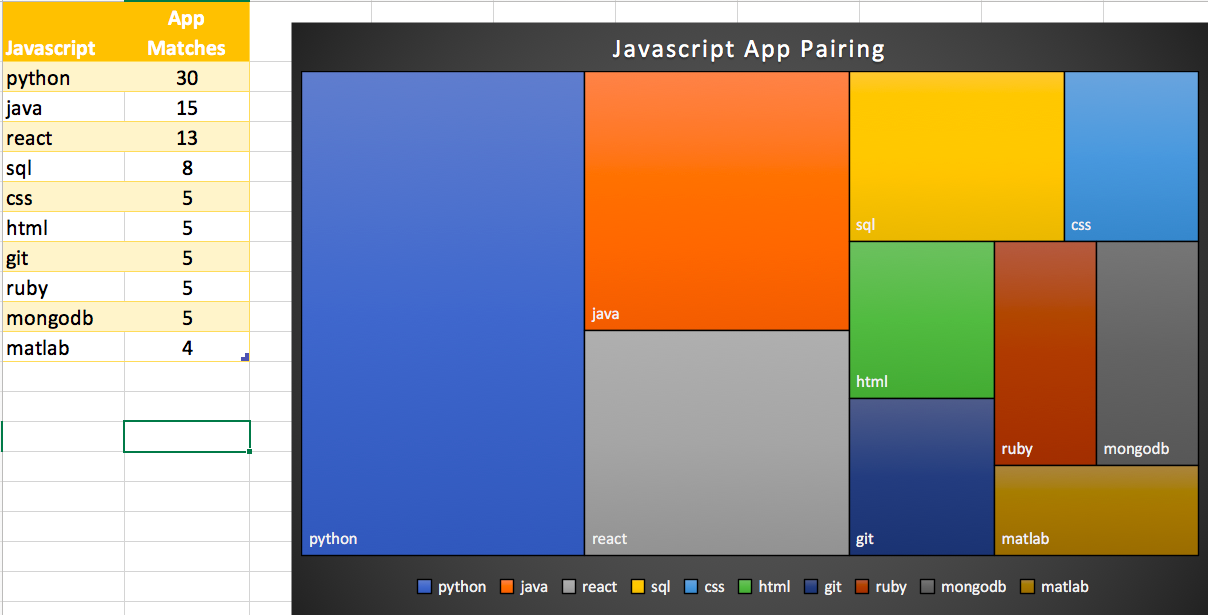 App
Javascript Matches
python 30
java 15
react 13
sql 8
css 5
html 5
git 5
ruby 5
mongodb 5
matlab 4
Javascript App Pairing
sql
css
java
html
ruby
mongodb
python
react
git
matlab
python java react sql css html git ruby mongodb matlab